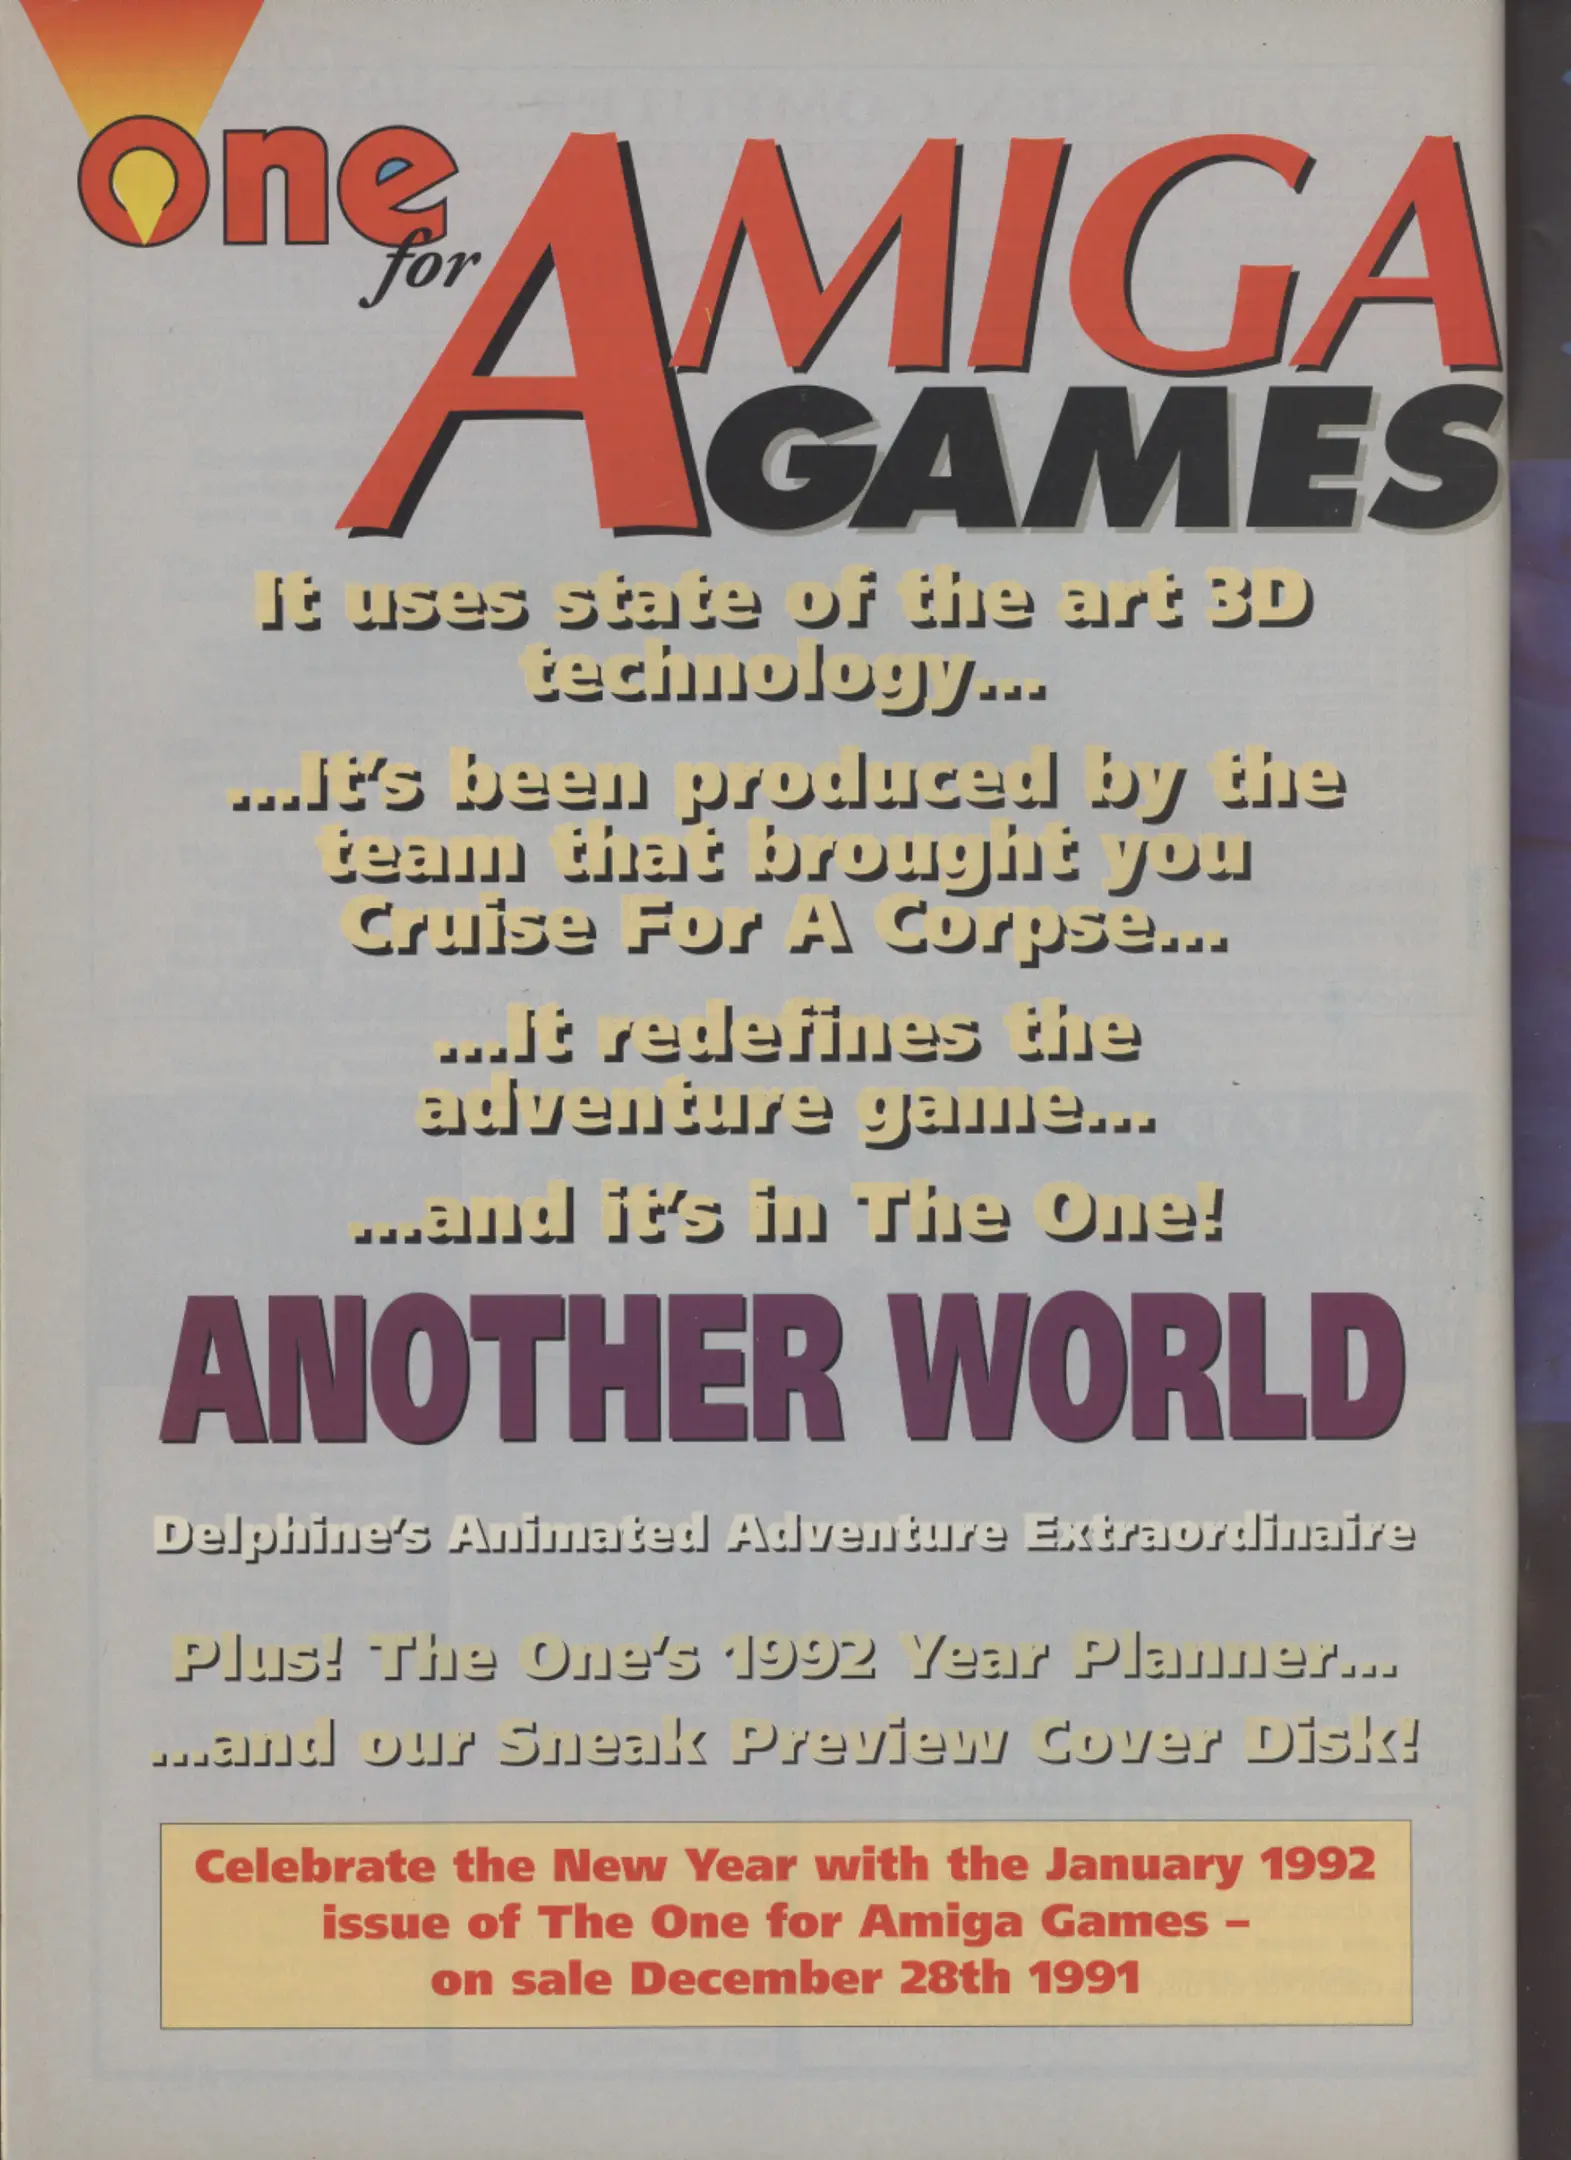 One
for
AMIGA
GAMES
It uses state of the art 3D
technology...
...It's been produced by the
team that brought you
Cruise For A Corpse...
...It redefines the
adventure game...
...and it's in The One!
ANOTHER WORLD
Delphine's Animated Adventure Extraordinaire
Plus! The One's 1992 Year Planner...
...and our Sneak Preview Cover Disk!
Celebrate the New Year with the January 1992
issue of The One for Amiga Games –
on sale December 28th 1991